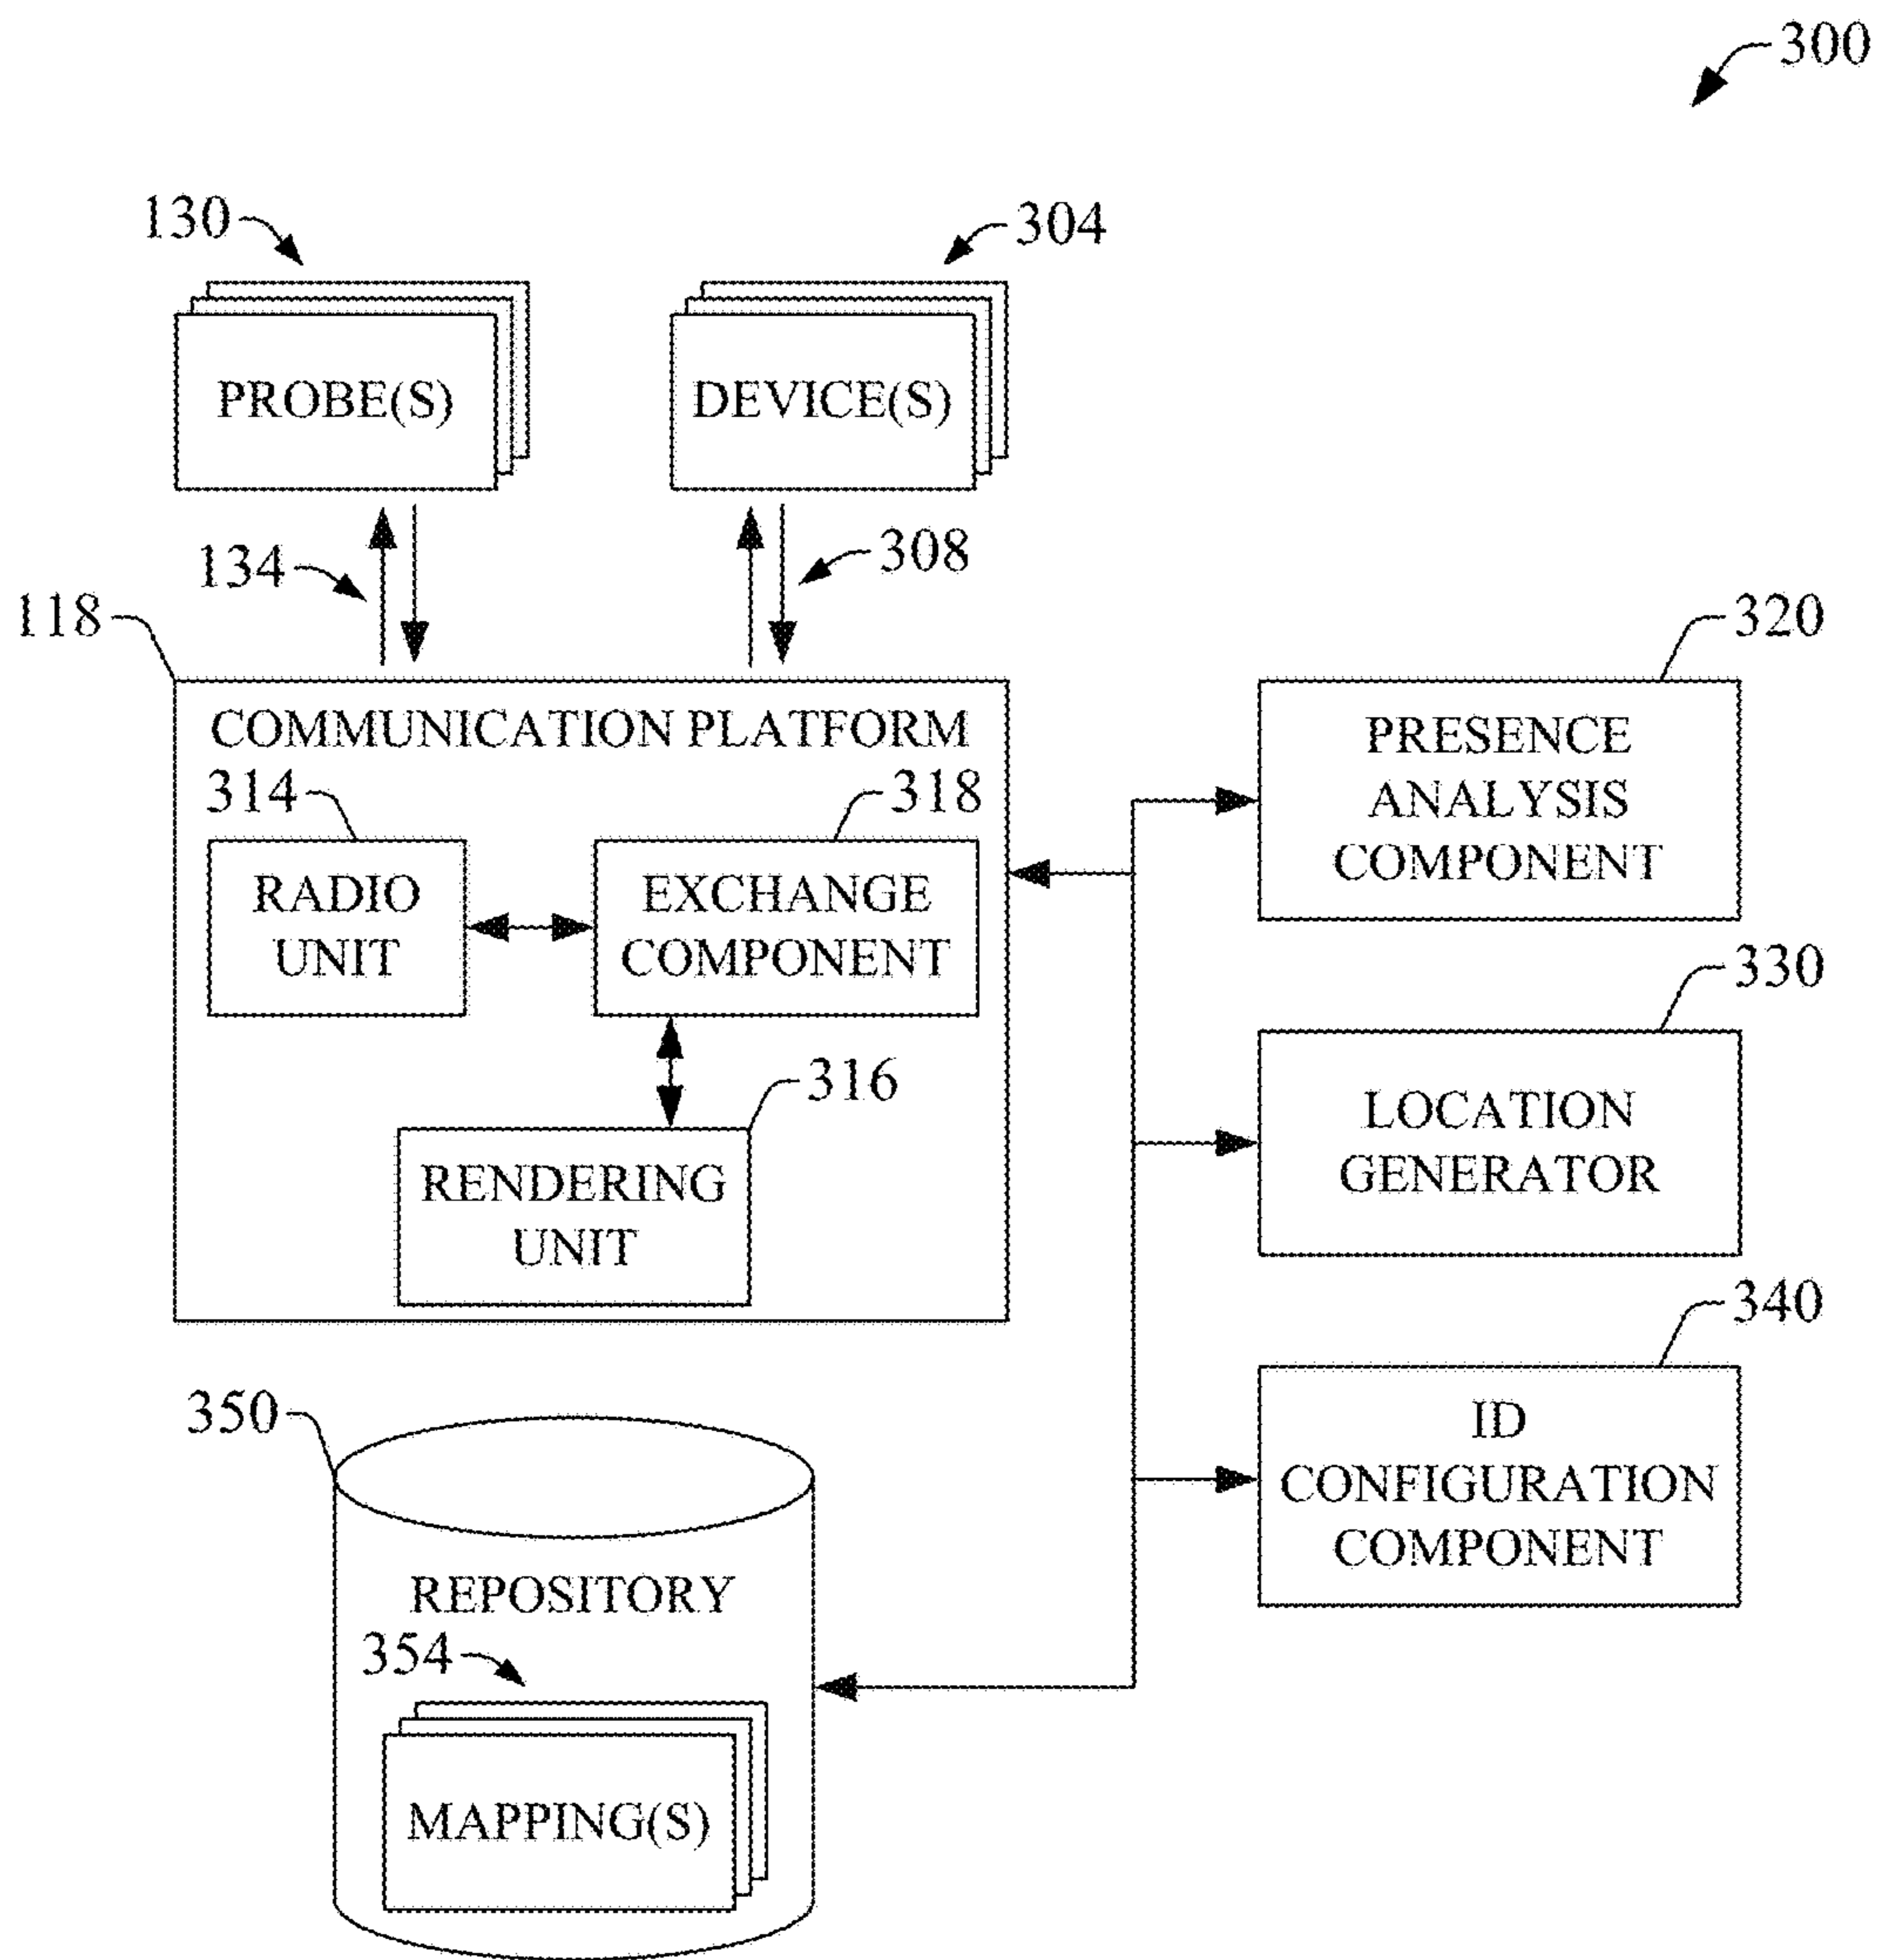 300
130
304
PROBE(S)
DEVICE(S)
134
308
118
320
COMMUNICATION PLATFORM
314
318
RADIO
UNIT
EXCHANGE
COMPONENT
316
RENDERING
UNIT
PRESENCE
ANALYSIS
COMPONENT
330
LOCATION
GENERATOR
340
ID
CONFIGURATION
COMPONENT
350
REPOSITORY
354
MAPPING(S)